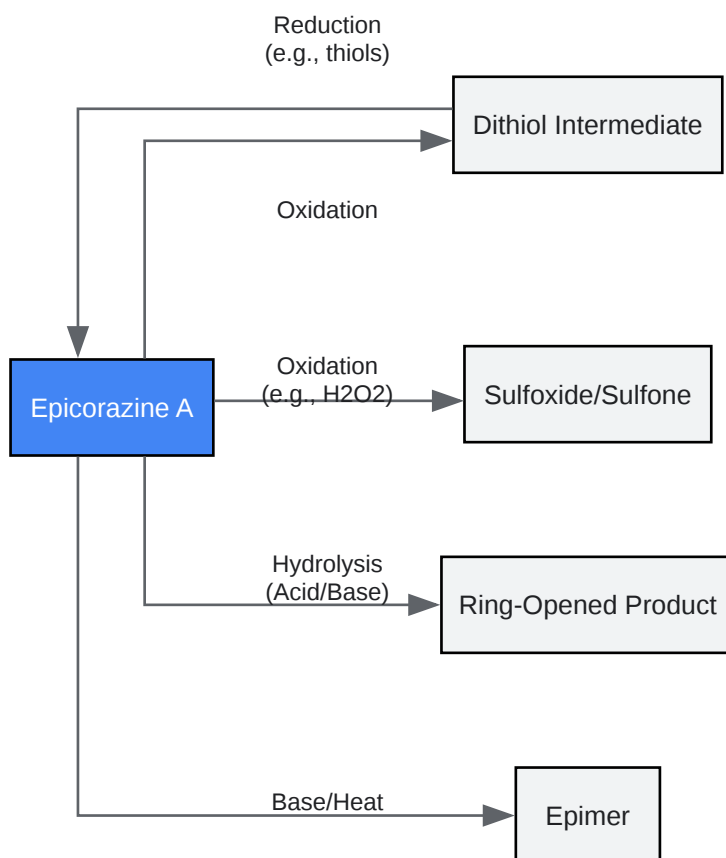 Reduction
(e.g., thiols)
Dithiol Intermediate
Oxidation
Oxidation
(e.g., H2O2)
Epicorazine A
Sulfoxide/Sulfone
Hydrolysis
(Acid/Base)
Ring-Opened Product
Base/Heat
Epimer